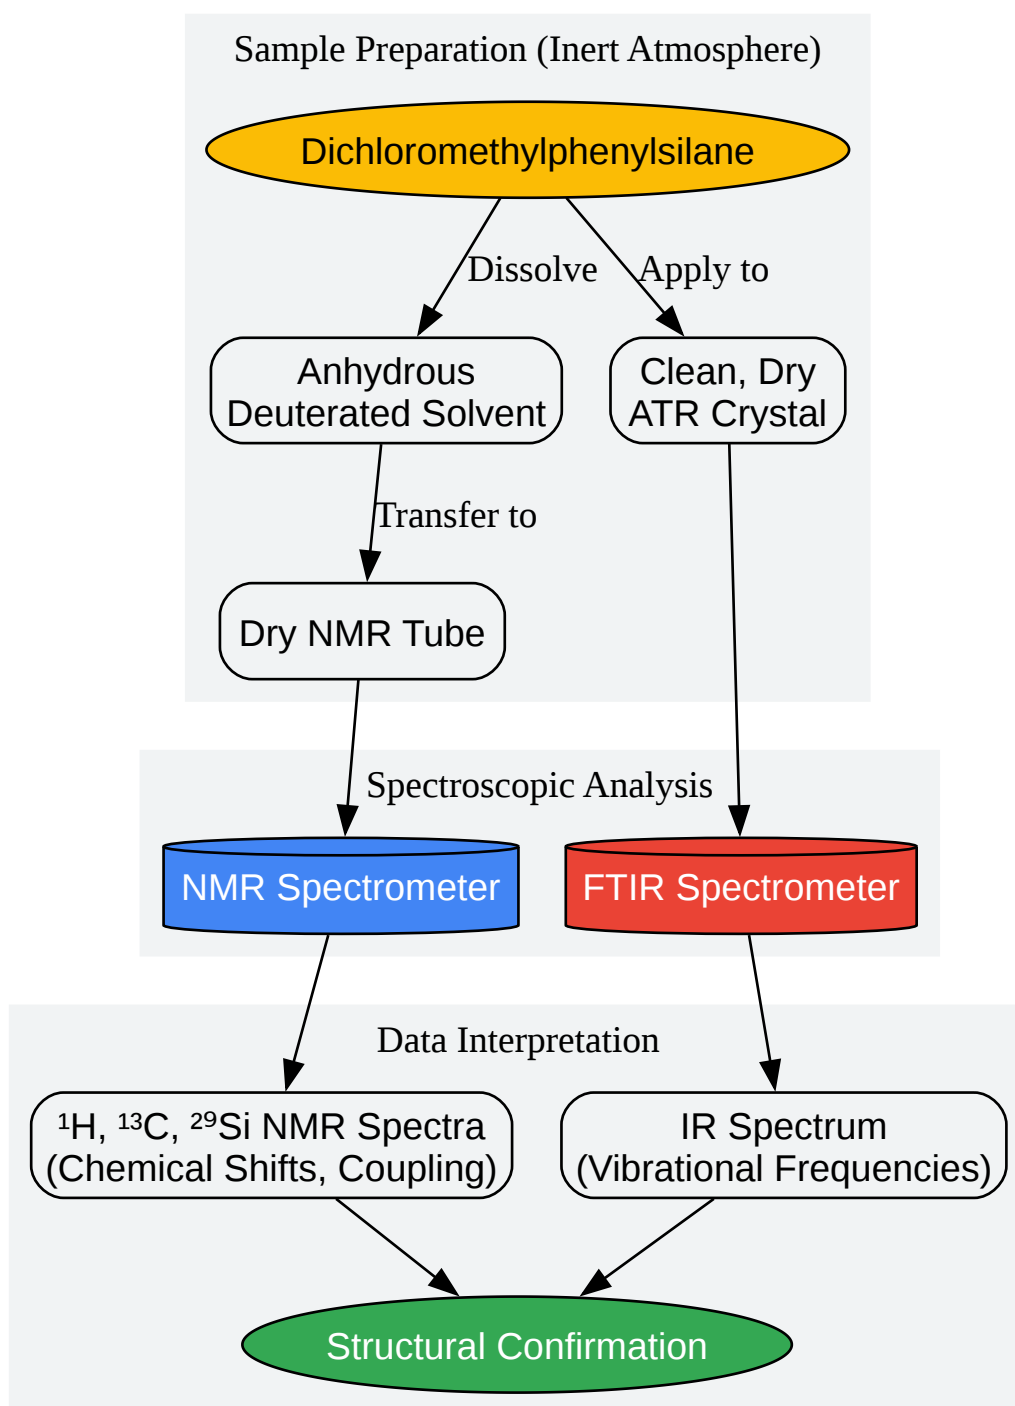 Sample Preparation (Inert Atmosphere)
Dichloromethylphenylsilane
Dissolve
Apply to
Anhydrous
Deuterated Solvent
Clean, Dry
ATR Crystal
Transfer to
Dry NMR Tube
Spectroscopic Analysis
NMR Spectrometer
FTIR Spectrometer
Data Interpretation
¹H, ¹³C, ²⁹Si NMR Spectra
(Chemical Shifts, Coupling)
IR Spectrum
(Vibrational Frequencies)
Structural Confirmation